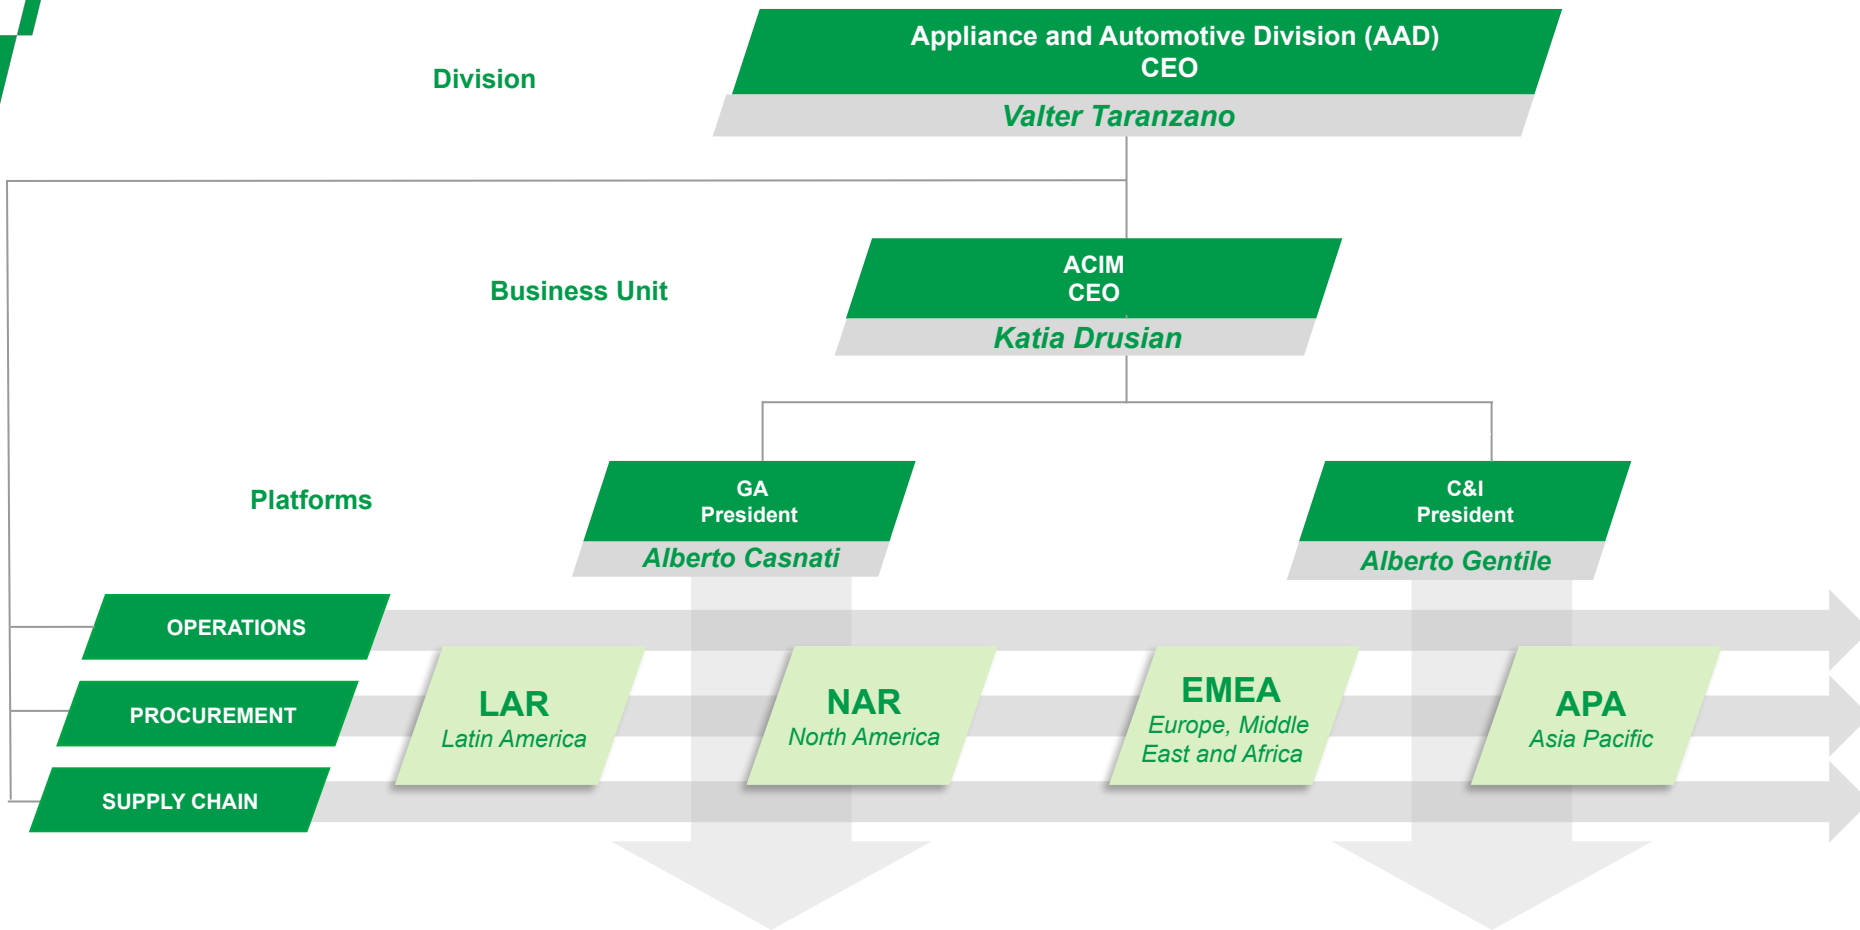 Appliance and Automotive Division (AAD)
CEO
Division
Valter Taranzano
ACIM
CEO
Business Unit
Katia Drusian
GA
President
C&I
President
Platforms
Alberto Casnati
Alberto Gentile
OPERATIONS
PROCUREMENT
SUPPLY CHAIN
LAR
Latin America
NAR
North America
EMEA
Europe, Middle
East and Africa
APA
Asia Pacific